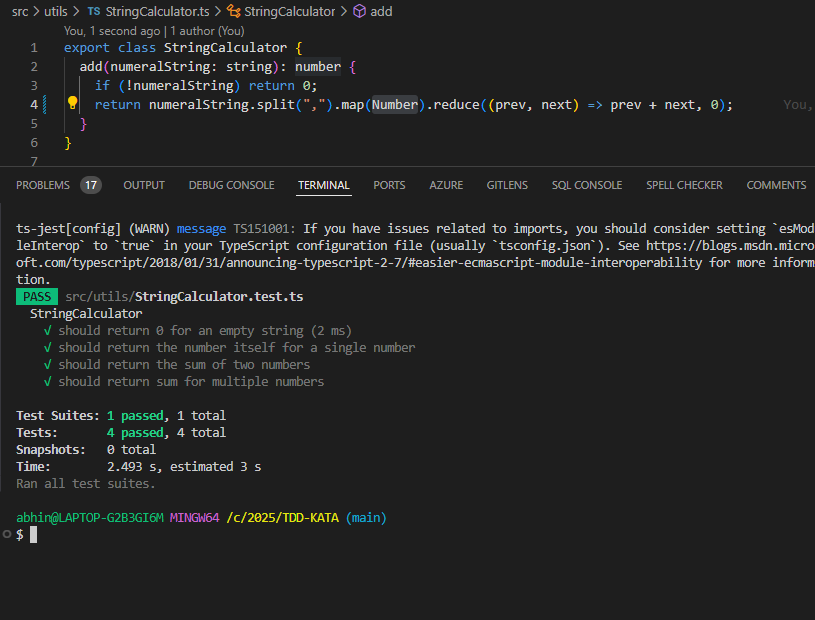 src > utils > TS StringCalculator.ts > StringCalculator > add
You, 1 second ago | 1 author (You)
1 export class StringCalculator {
2 add(numeralString: string): number {
3 if (!numeralString) return 0;
4 return numeralString.split(",").map(Number).reduce((prev, next) => prev + next, 0); You,
5 }
6 }
7
PROBLEMS 17 OUTPUT DEBUG CONSOLE TERMINAL PORTS AZURE GITLENS SQL CONSOLE SPELL CHECKER COMMENTS
ts-jest[config] (WARN) message TS151001: If you have issues related to imports, you should consider setting `esMod
leInterop` to `true` in your TypeScript configuration file (usually `tsconfig.json`). See https://blogs.msdn.micro
oft.com/typescript/2018/01/31/announcing-typescript-2-7/#easier-ecmascript-module-interoperability for more inform
tion.
PASS src/utils/StringCalculator.test.ts
StringCalculator
√ should return 0 for an empty string (2 ms)
√ should return the number itself for a single number
√ should return the sum of two numbers
√ should return sum for multiple numbers
Test Suites: 1 passed, 1 total
Tests: 4 passed, 4 total
Snapshots: 0 total
Time: 2.493 s, estimated 3 s
Ran all test suites.
abhin@LAPTOP-G2B3GI6M MINGW64 /c/2025/TDD-KATA (main)
$